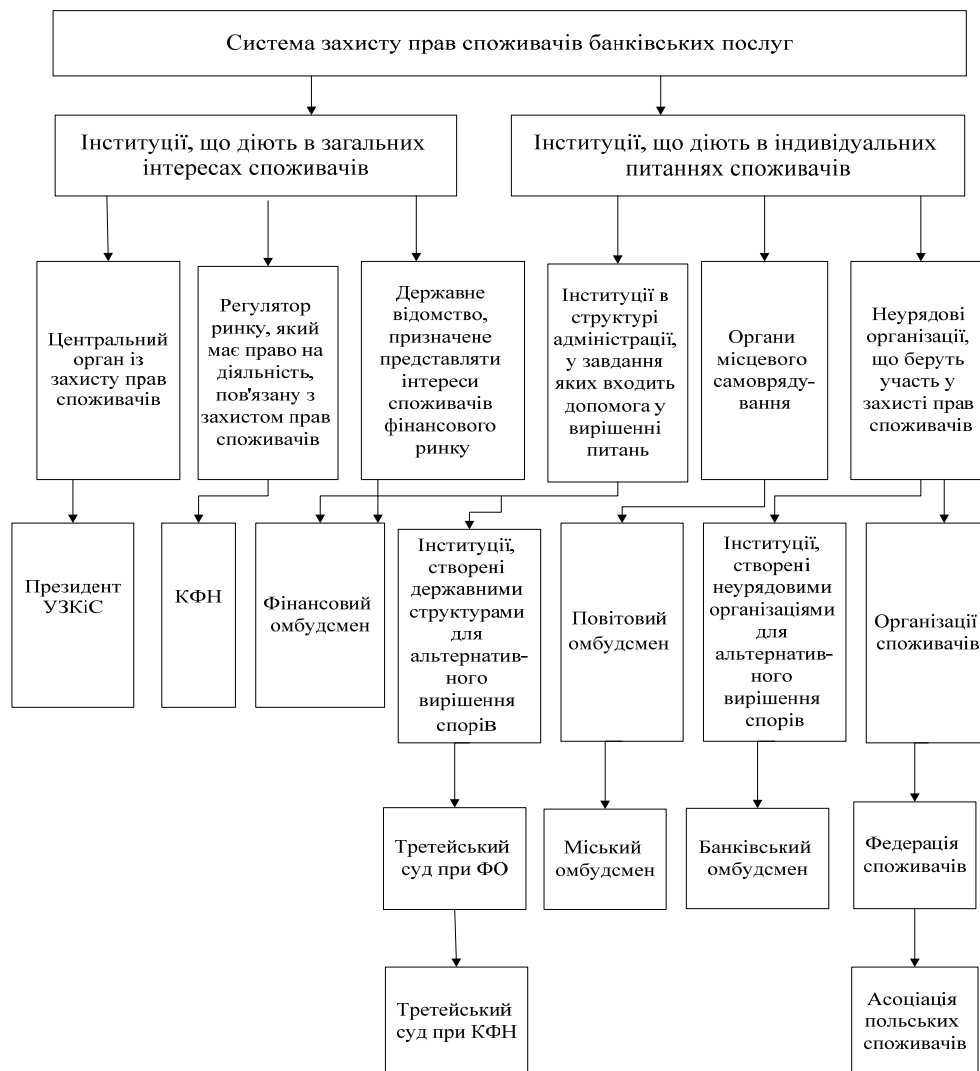 Система захисту прав споживачів банківських послуг
Інституції, що діють в загальних
інтересах споживачів
Інституції, що діють в індивідуальних
питаннях споживачів
Центральний
орган із
захисту прав
споживачів
Регулятор
ринку, який
має право на
діяльність,
пов'язану з
захистом прав
споживачів
Державне
відомство,
призначене
представляти
інтереси
споживачів
фінансового
ринку
Інституції в
структурі
адміністрації,
у завдання
яких входить
допомога у
вирішенні
питань
Органи
місцевого
самовряду-
вання
Неурядові
організації,
що беруть
участь у
захисті прав
споживачів
Президент
УЗКіС
КФН
Фінансовий
омбудсмен
Інституції,
створені
державними
структурами
для
альтернатив-
ного
вирішення
спорів
Повітовий
омбудсмен
Інституції,
створені
неурядовими
організаціями
для
альтернатив-
ного
вирішення
спорів
Організації
споживачів
Третейський
суд при ФО
Міський
омбудсмен
Банківський
омбудсмен
Федерація
споживачів
Третейський
суд при КФН
Асоціація
польських
споживачів